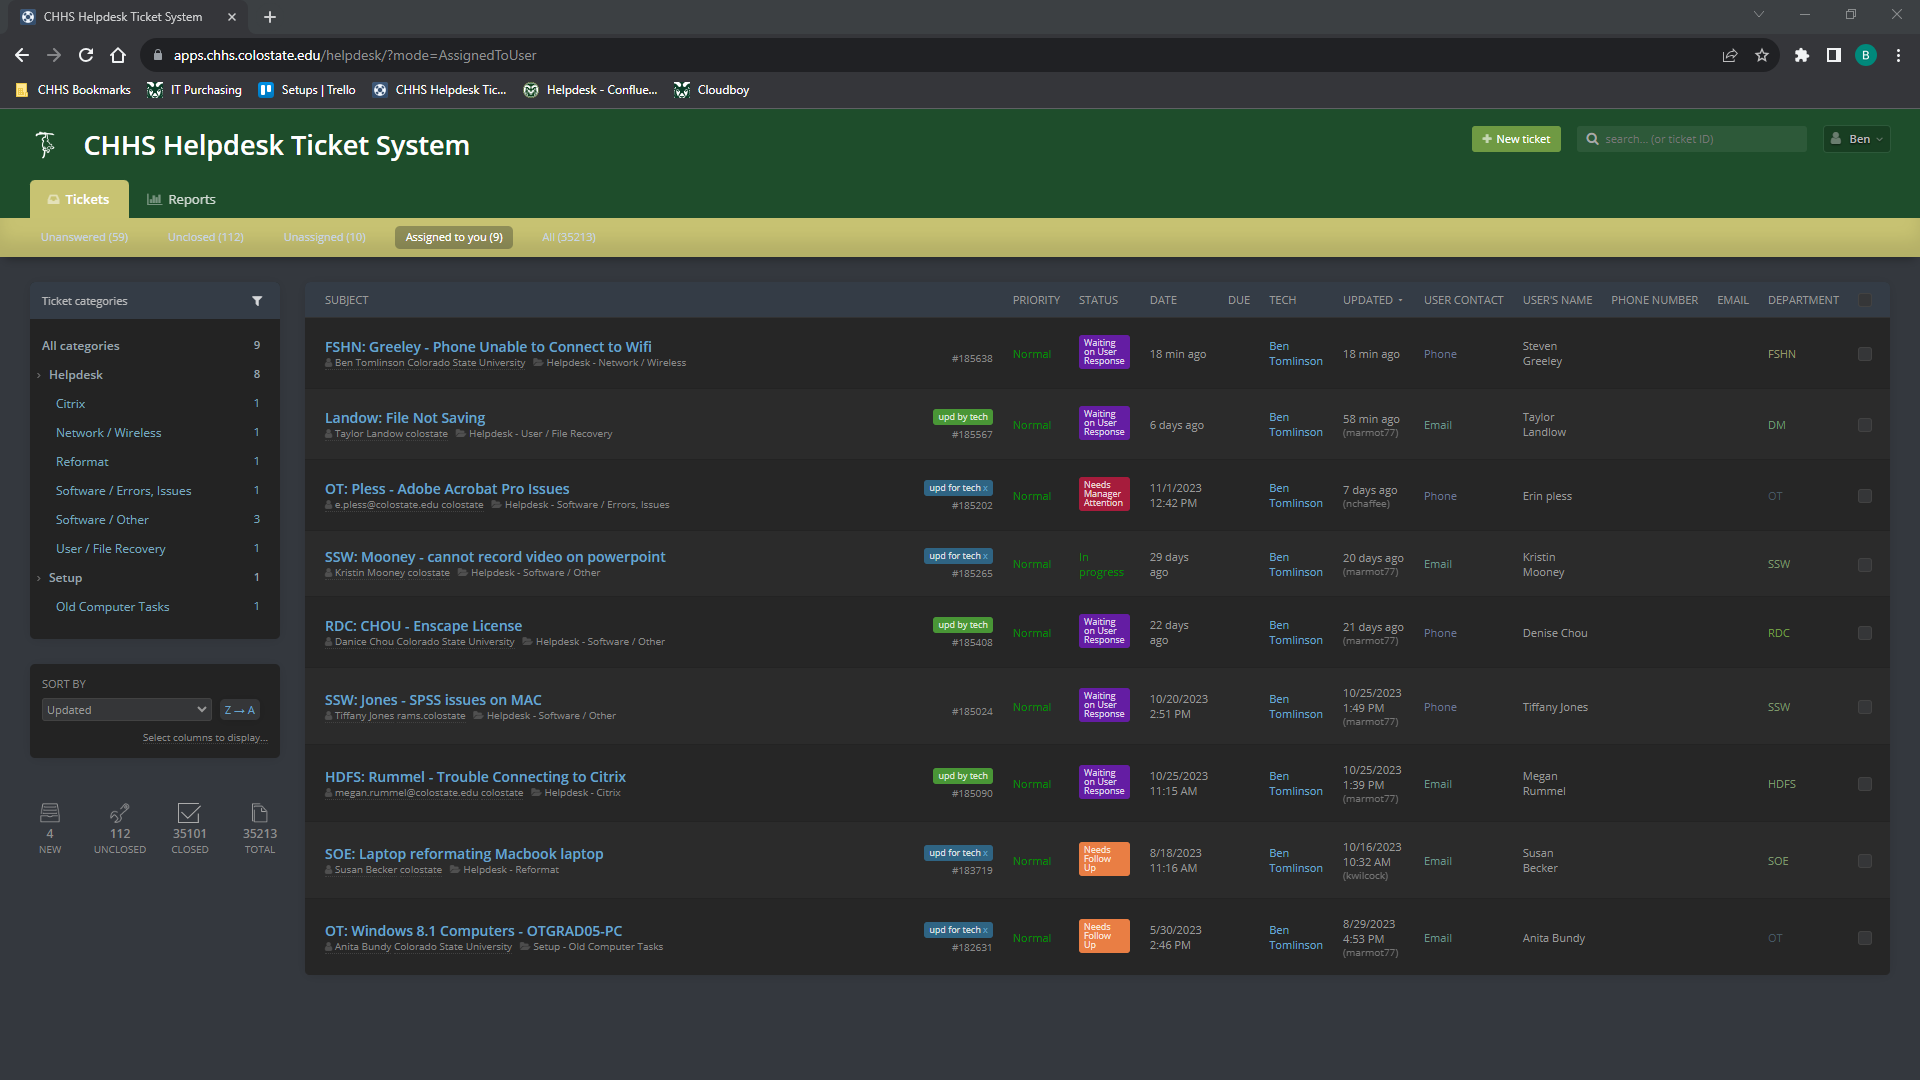 CHHS Helpdesk Ticket System
apps.chhs.colostate.edu/helpdesk/?mode=AssignedToUser
B
CHHS Bookmarks
IT Purchasing
Setups | Trello
CHHS Helpdesk Tic...
Helpdesk - Conflue...
Cloudboy
CHHS Helpdesk Ticket System
+ New ticket
search... (or ticket ID)
Ben
Tickets
Reports
Unanswered (59)
Unclosed (112)
Unassigned (10)
Assigned to you (9)
All (35213)
Ticket categories
All categories 9
Helpdesk 8
Citrix 1
Network / Wireless 1
Reformat 1
Software / Errors, Issues 1
Software / Other 3
User / File Recovery 1
Setup 1
Old Computer Tasks 1
SORT BY
Updated
Z→A
Select columns to display...
4
NEW
112
UNCLOSED
35101
CLOSED
35213
TOTAL
SUBJECT PRIORITY STATUS DATE DUE TECH UPDATED USER CONTACT USER'S NAME PHONE NUMBER EMAIL DEPARTMENT
FSHN: Greeley - Phone Unable to Connect to Wifi
Ben Tomlinson Colorado State University Helpdesk - Network / Wireless
#185638
Normal
Waiting
on User
Response
18 min ago
Ben
Tomlinson
18 min ago
Phone
Steven
Greeley
FSHN
Landow: File Not Saving
Taylor Landow colostate Helpdesk - User / File Recovery
upd by tech
#185567
Normal
Waiting
on User
Response
6 days ago
Ben
Tomlinson
58 min ago
(marmot77)
Email
Taylor
Landlow
DM
OT: Pless - Adobe Acrobat Pro Issues
e.pless@colostate.edu colostate Helpdesk - Software / Errors, Issues
upd for tech x
#185202
Normal
Needs
Manager
Attention
11/1/2023
12:42 PM
Ben
Tomlinson
7 days ago
(nchaffee)
Phone
Erin pless
OT
SSW: Mooney - cannot record video on powerpoint
Kristin Mooney colostate Helpdesk - Software / Other
upd for tech x
#185265
Normal
In
progress
29 days
ago
Ben
Tomlinson
20 days ago
(marmot77)
Email
Kristin
Mooney
SSW
RDC: CHOU - Enscape License
Danice Chou Colorado State University Helpdesk - Software / Other
upd by tech
#185408
Normal
Waiting
on User
Response
22 days
ago
Ben
Tomlinson
21 days ago
(marmot77)
Phone
Denise Chou
RDC
SSW: Jones - SPSS issues on MAC
Tiffany Jones rams.colostate Helpdesk - Software / Other
#185024
Normal
Waiting
on User
Response
10/20/2023
2:51 PM
Ben
Tomlinson
10/25/2023
1:49 PM
(marmot77)
Phone
Tiffany Jones
SSW
HDFS: Rummel - Trouble Connecting to Citrix
megan.rummel@colostate.edu colostate Helpdesk - Citrix
upd by tech
#185090
Normal
Waiting
on User
Response
10/25/2023
11:15 AM
Ben
Tomlinson
10/25/2023
1:39 PM
(marmot77)
Email
Megan
Rummel
HDFS
SOE: Laptop reformating Macbook laptop
Susan Becker colostate Helpdesk - Reformat
upd for tech x
#183719
Normal
Needs
Follow
Up
8/18/2023
11:16 AM
Ben
Tomlinson
10/16/2023
10:32 AM
(kwilcock)
Email
Susan
Becker
SOE
OT: Windows 8.1 Computers - OTGRAD05-PC
Anita Bundy Colorado State University Setup - Old Computer Tasks
upd for tech x
#182631
Normal
Needs
Follow
Up
5/30/2023
2:46 PM
Ben
Tomlinson
8/29/2023
4:53 PM
(marmot77)
Email
Anita Bundy
OT